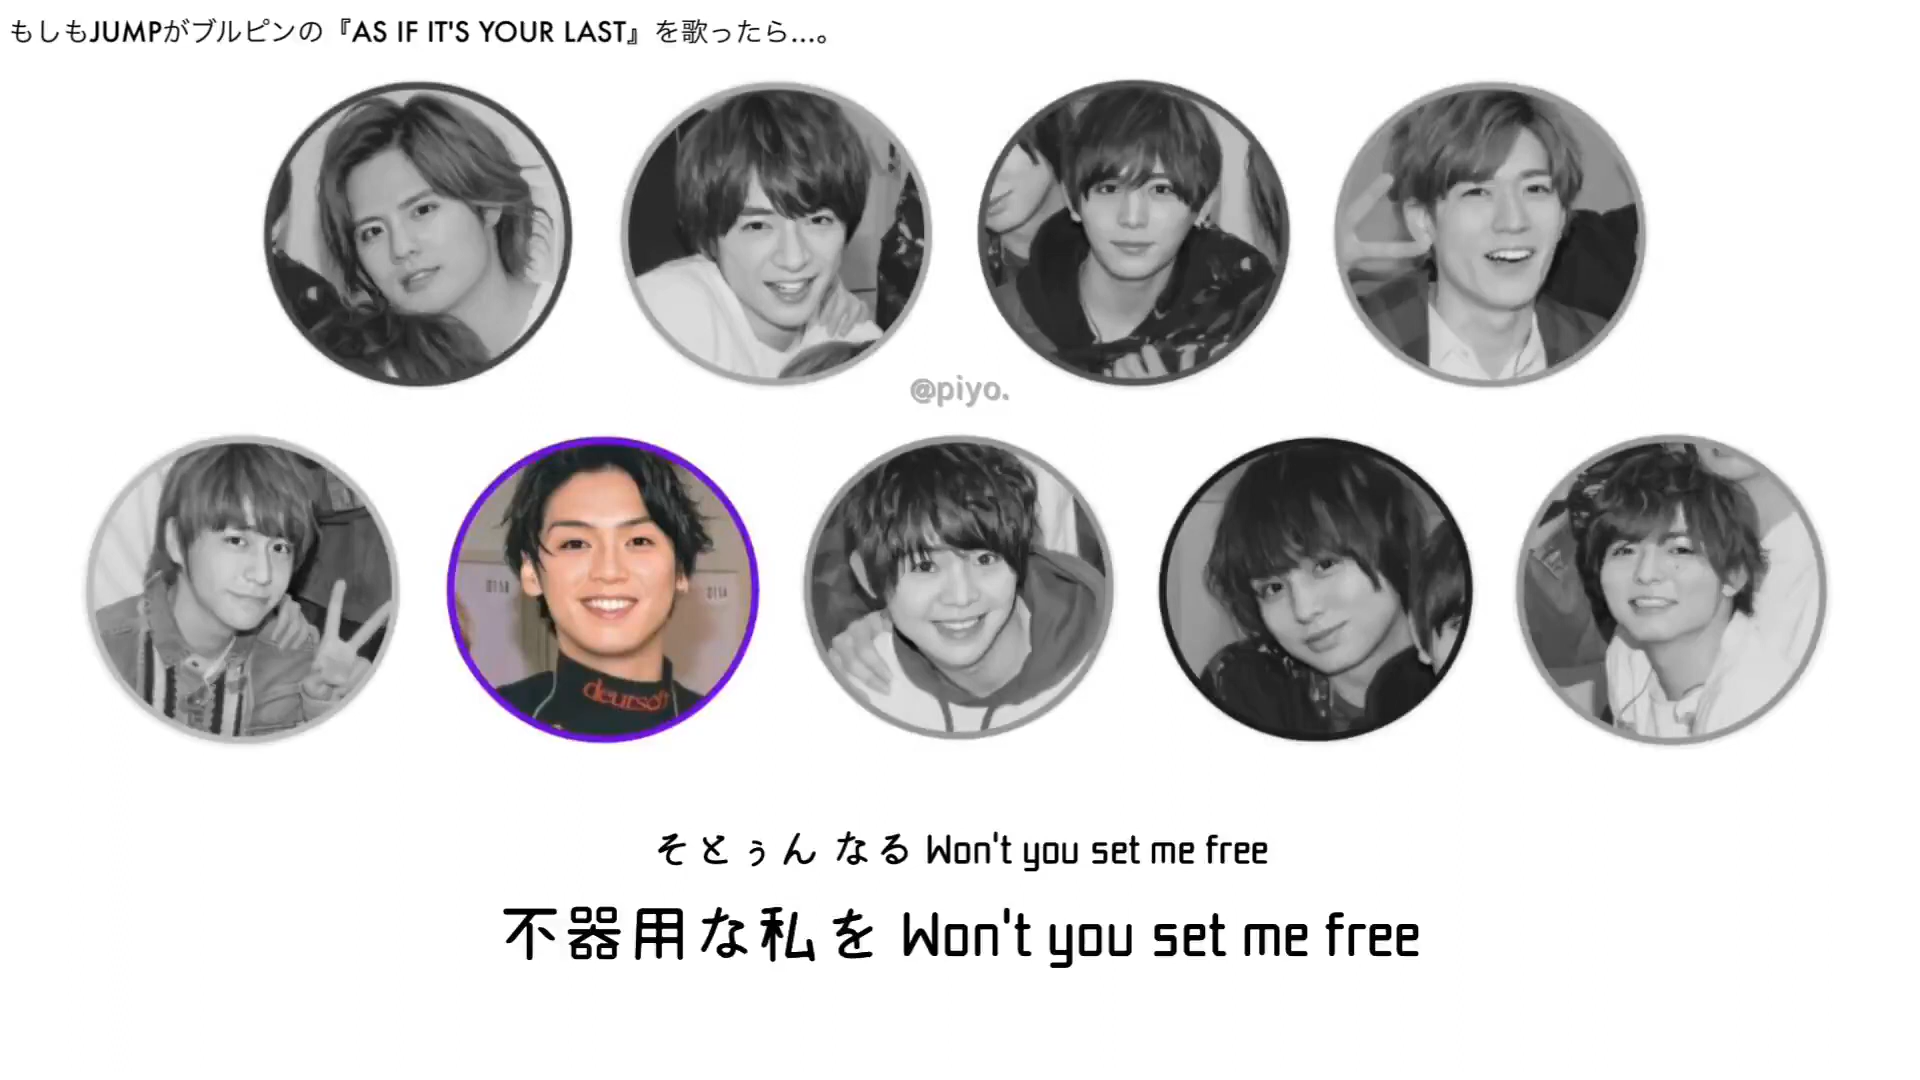 もしもJUMPがブルピンの『AS IF IT'S YOUR LAST』を歌ったら...。
@piyo.
そとぅん なる Won't you set me free
不器用な私を Won't you set me free